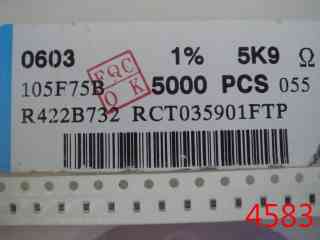 0603 1% 5K9 Ω
105F75B 5000 PCS 055
FQC
OK
R422B732 RCT035901FTP
4583